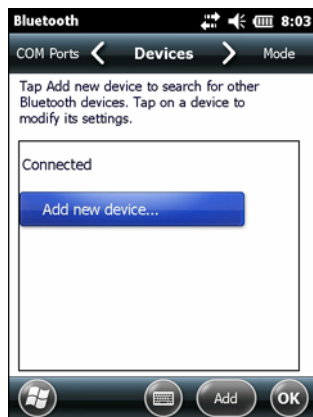 Bluetooth 8:03
COM Ports Devices Mode
Tap Add new device to search for other
Bluetooth devices. Tap on a device to
modify its settings.
Connected
Add new device...
Add OK